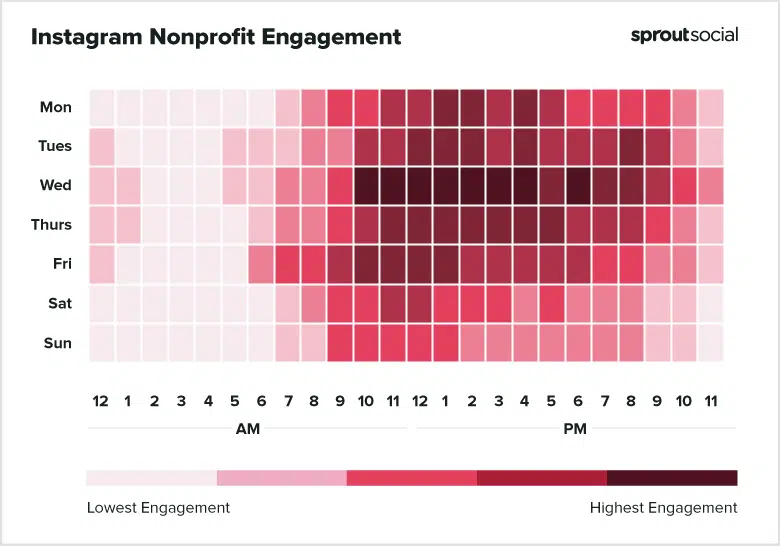 Instagram Nonprofit Engagement
sproutsocial
Mon
Tues
Wed
Thurs
Fri
Sat
Sun
12 1 2 3 4 5 6 7 8 9 10 11 12 1 2 3 4 5 6 7 8 9 10 11
AM PM
Lowest Engagement Highest Engagement